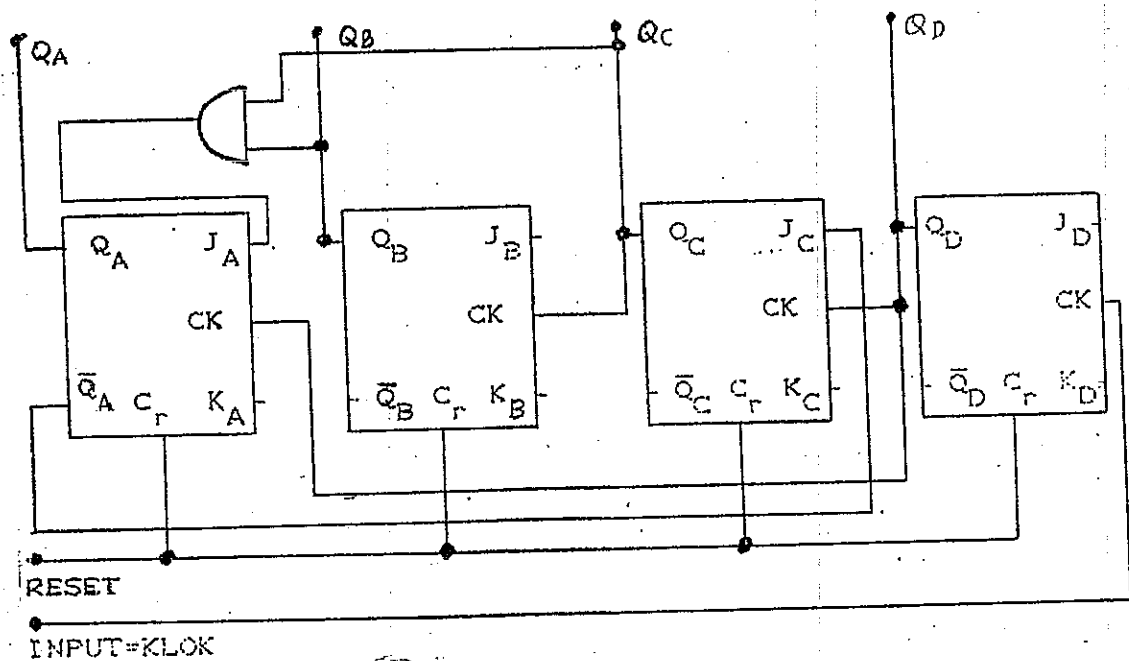 QA QB QC QD
QA JA QB JB QC JC QD JD
CK CK CK CK
Q̅A Cr KA Q̅B Cr KB Q̅C Cr KC Q̅D Cr KD
RESET
INPUT=KLOK